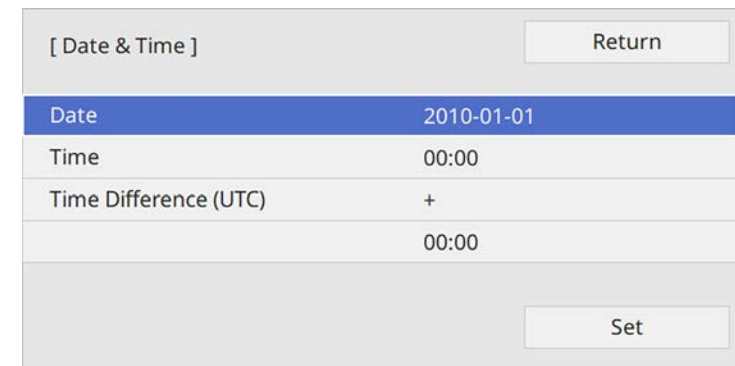 [ Date & Time ] Return
Date 2010-01-01
Time 00:00
Time Difference (UTC) +
00:00
Set